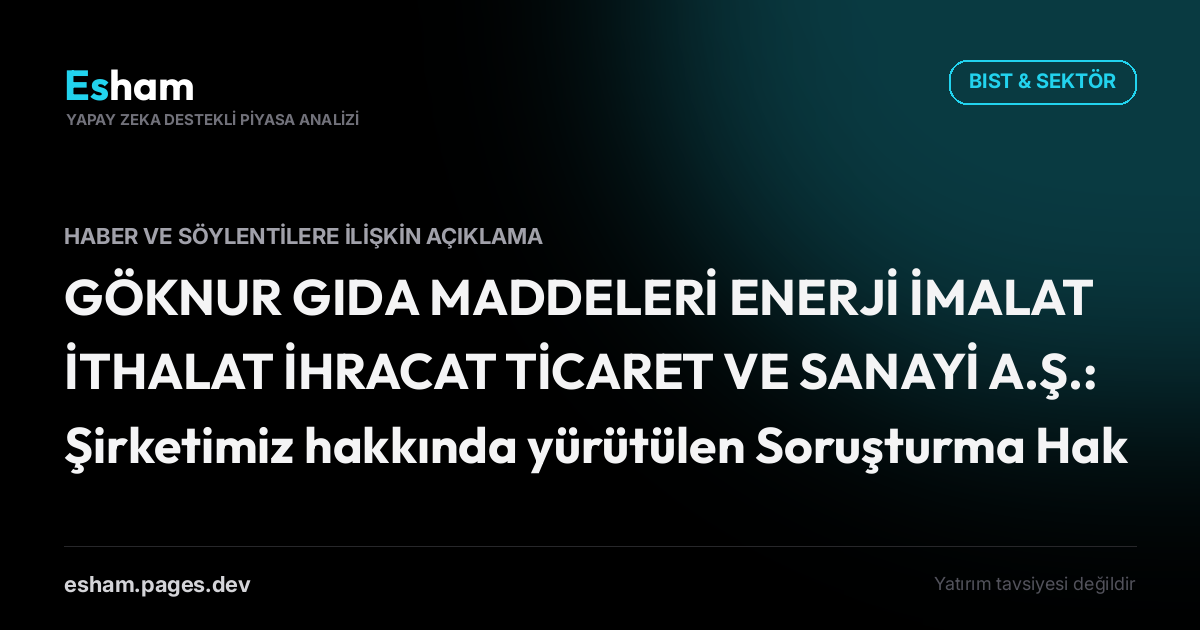 Esham
BIST & SEKTÖR
YAPAY ZEKA DESTEKLİ PİYASA ANALİZİ
HABER VE SÖYLENTİLERE İLİŞKİN AÇIKLAMA
GÖKNUR GIDA MADDELERİ ENERJİ İMALAT
İTHALAT İHRACAT TİCARET VE SANAYİ A.Ş.:
Şirketimiz hakkında yürütülen Soruşturma Hak
esham.pages.dev
Yatırım tavsiyesi değildir